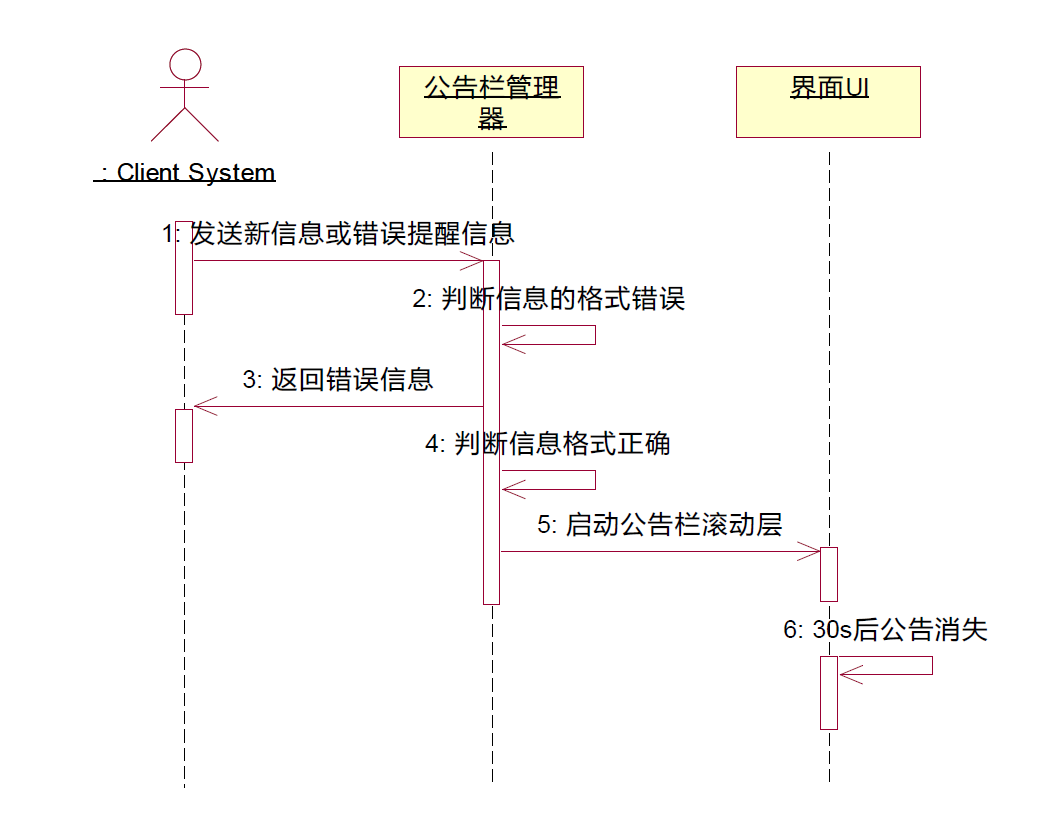 公告栏管理
器
界面UI
: Client System
1: 发送新信息或错误提醒信息
2: 判断信息的格式错误
3: 返回错误信息
4: 判断信息格式正确
5: 启动公告栏滚动层
6: 30s后公告消失